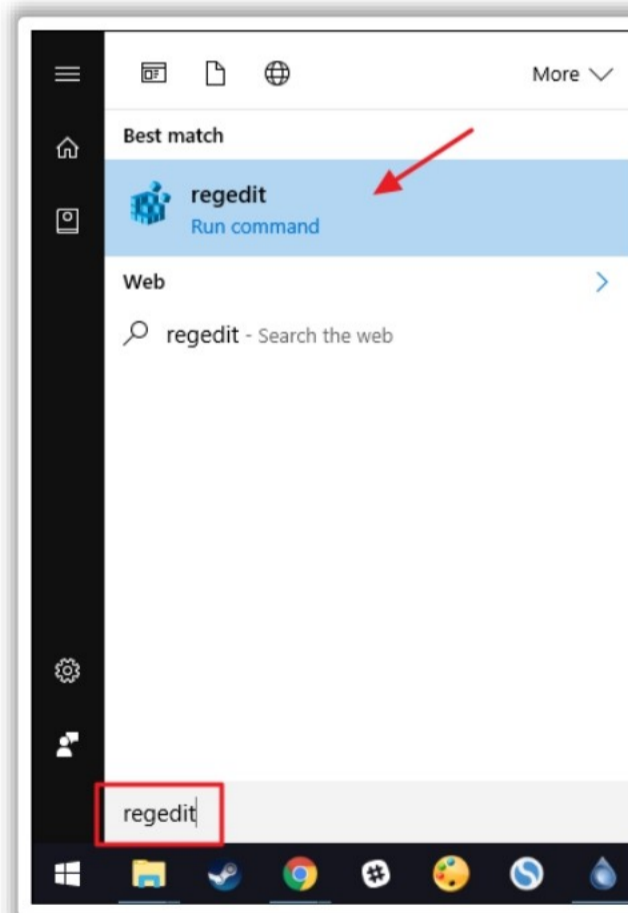 More
Best match
regedit
Run command
Web
regedit - Search the web
regedit